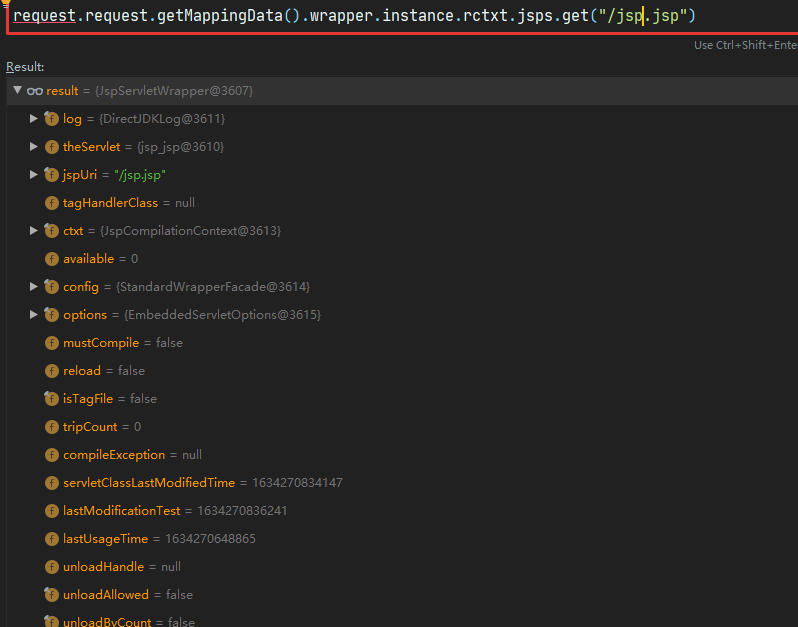 request.request.getMappingData().wrapper.instance.rctxt.jsps.get("/jsp.jsp")
Use Ctrl+Shift+Enter
Result:
result = {JspServletWrapper@3607}
log = {DirectJDKLog@3611}
theServlet = {jsp_jsp@3610}
jspUri = "/jsp.jsp"
tagHandlerClass = null
ctxt = {JspCompilationContext@3613}
available = 0
config = {StandardWrapperFacade@3614}
options = {EmbeddedServletOptions@3615}
mustCompile = false
reload = false
isTagFile = false
tripCount = 0
compileException = null
servletClassLastModifiedTime = 1634270834147
lastModificationTest = 1634270836241
lastUsageTime = 1634270648865
unloadHandle = null
unloadAllowed = false
unloadByCount = false